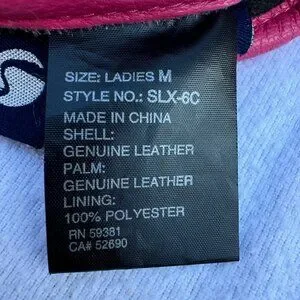 SIZE: LADIES M
STYLE NO.: SLX-6C
MADE IN CHINA
SHELL:
GENUINE LEATHER
PALM:
GENUINE LEATHER
LINING:
100% POLYESTER
RN 59381
CA# 52690